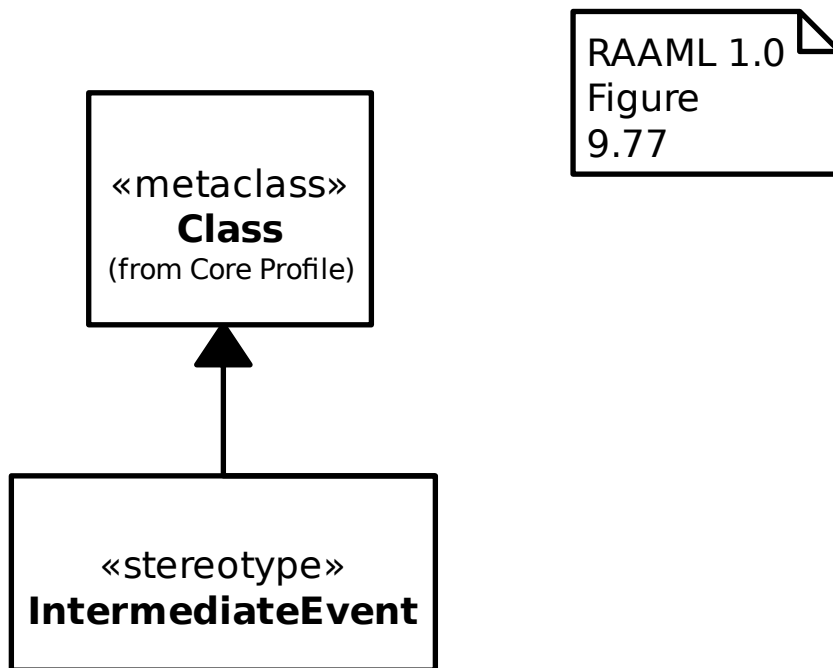 RAAML 1.0
Figure
9.77
«metaclass»
Class
(from Core Profile)
«stereotype»
IntermediateEvent